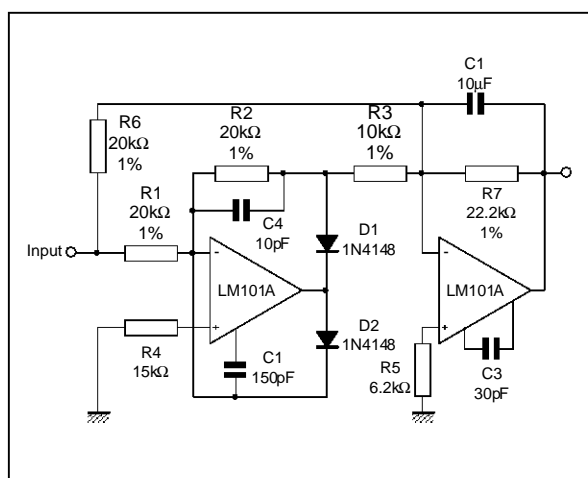 C1
10µF
R6
20kΩ
1%
R2
20kΩ
1%
R3
10kΩ
1%
R1
20kΩ
1%
C4
10pF
R7
22.2kΩ
1%
D1
1N4148
Input
-
LM101A
+
-
LM101A
+
D2
1N4148
R4
15kΩ
C1
150pF
R5
6.2kΩ
C3
30pF